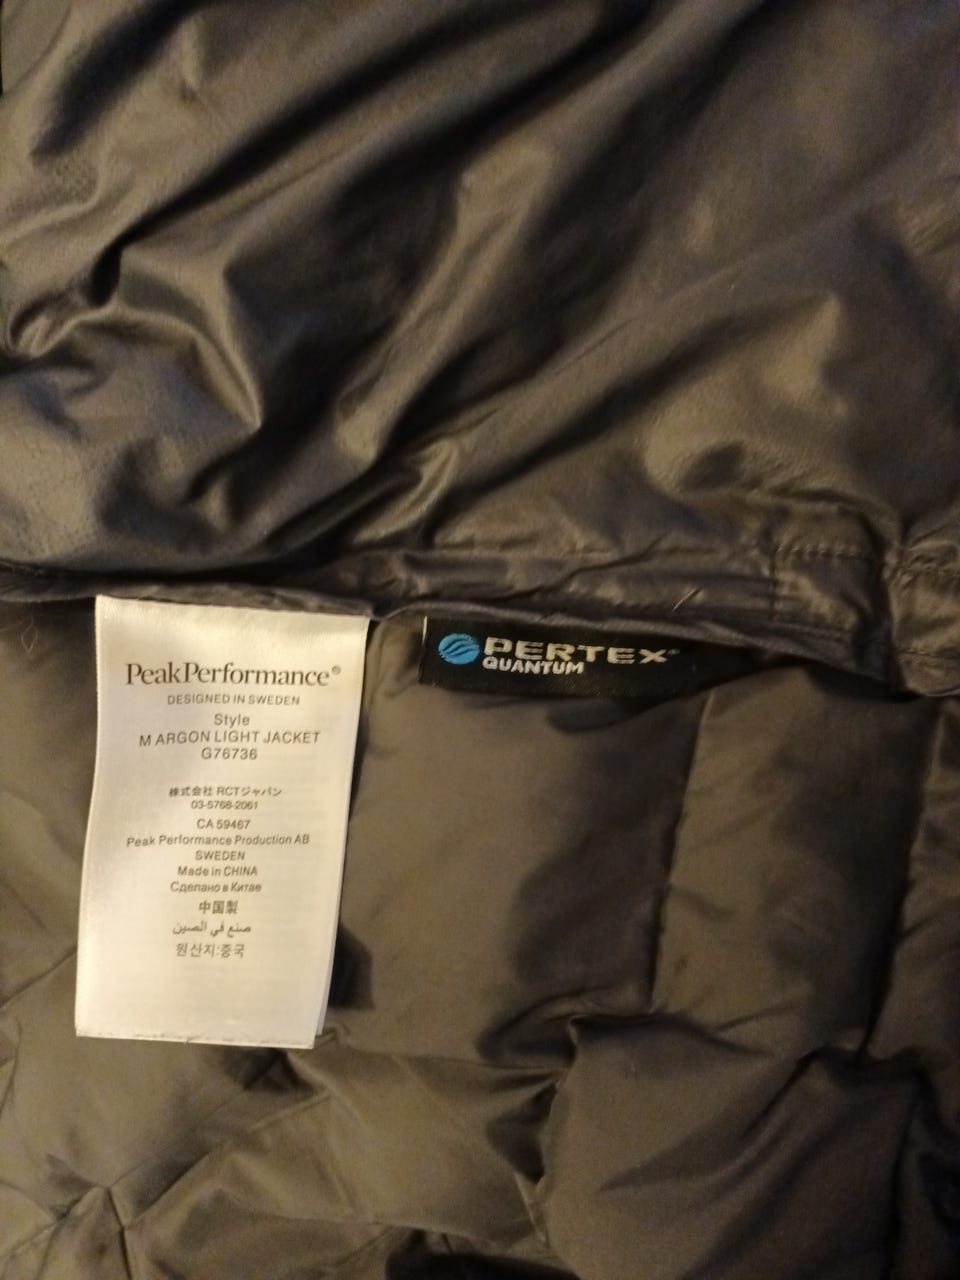 PeakPerformance®
DESIGNED IN SWEDEN
Style
M ARGON LIGHT JACKET
G76736
株式会社 RCTジャパン
03-5768-2061
CA 59467
Peak Performance Production AB
SWEDEN
Made in CHINA
Сделано в Китае
中国製
صنع في الصين
원산지:중국
PERTEX®
QUANTUM